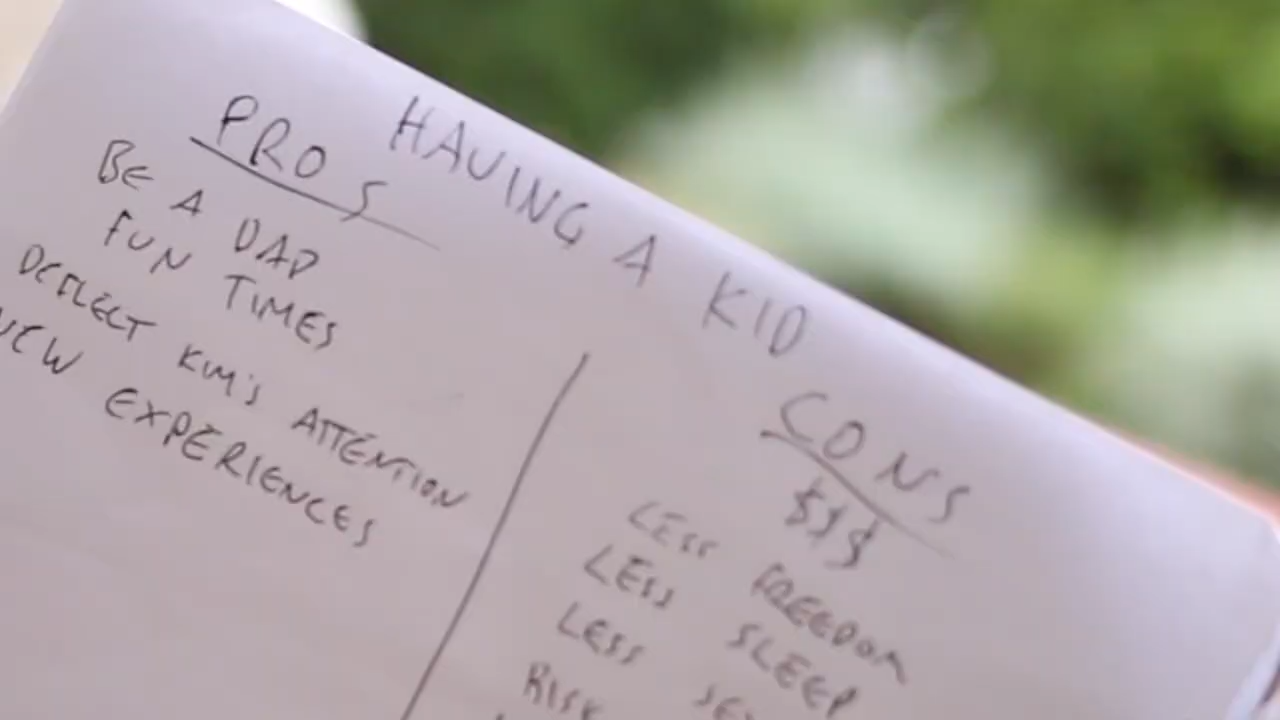 HAVING A KID
PROS
BE A DAD
FUN TIMES
DEFLECT KIM'S ATTENTION
NEW EXPERIENCES
CONS
$$$
LESS FREEDOM
LESS SLEEP
LESS
RISK